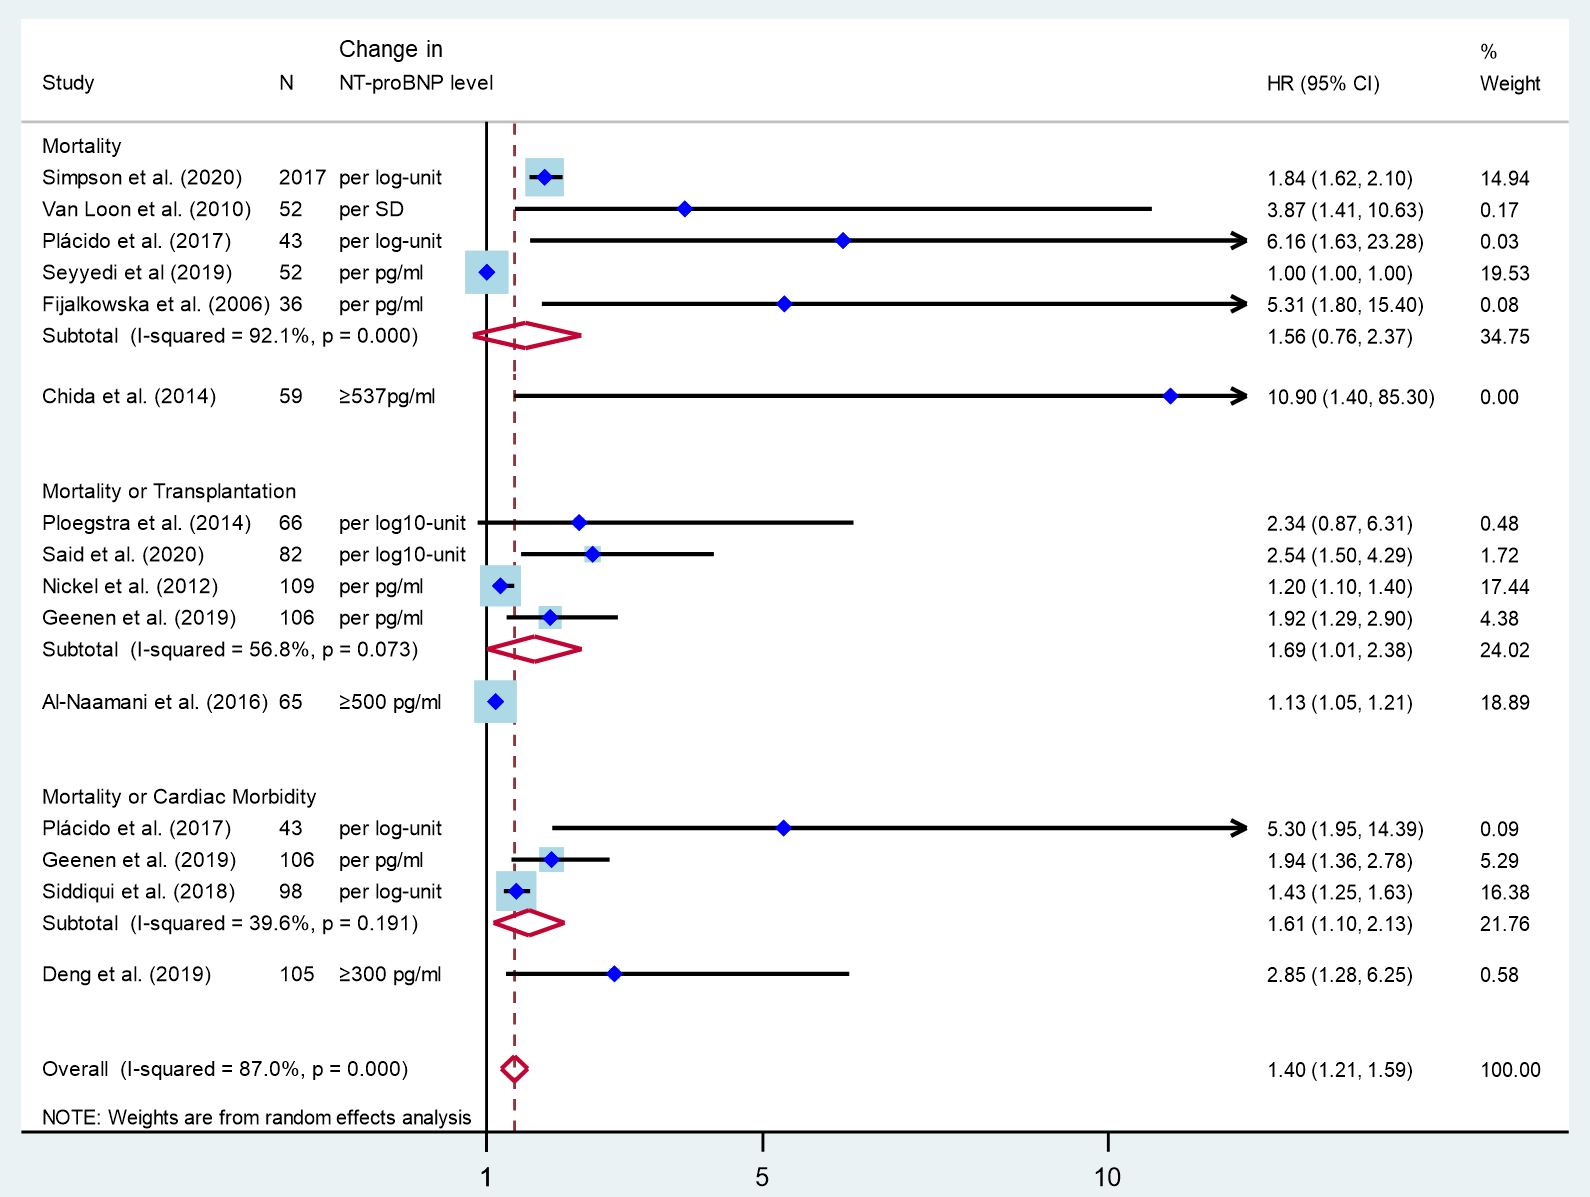 Change in %
Study N NT-proBNP level HR (95% CI) Weight
Mortality
Simpson et al. (2020) 2017 per log-unit 1.84 (1.62, 2.10) 14.94
Van Loon et al. (2010) 52 per SD 3.87 (1.41, 10.63) 0.17
Plácido et al. (2017) 43 per log-unit 6.16 (1.63, 23.28) 0.03
Seyyedi et al (2019) 52 per pg/ml 1.00 (1.00, 1.00) 19.53
Fijalkowska et al. (2006) 36 per pg/ml 5.31 (1.80, 15.40) 0.08
Subtotal (I-squared = 92.1%, p = 0.000) 1.56 (0.76, 2.37) 34.75
Chida et al. (2014) 59 ≥537pg/ml 10.90 (1.40, 85.30) 0.00
Mortality or Transplantation
Ploegstra et al. (2014) 66 per log10-unit 2.34 (0.87, 6.31) 0.48
Said et al. (2020) 82 per log10-unit 2.54 (1.50, 4.29) 1.72
Nickel et al. (2012) 109 per pg/ml 1.20 (1.10, 1.40) 17.44
Geenen et al. (2019) 106 per pg/ml 1.92 (1.29, 2.90) 4.38
Subtotal (I-squared = 56.8%, p = 0.073) 1.69 (1.01, 2.38) 24.02
Al-Naamani et al. (2016) 65 ≥500 pg/ml 1.13 (1.05, 1.21) 18.89
Mortality or Cardiac Morbidity
Plácido et al. (2017) 43 per log-unit 5.30 (1.95, 14.39) 0.09
Geenen et al. (2019) 106 per pg/ml 1.94 (1.36, 2.78) 5.29
Siddiqui et al. (2018) 98 per log-unit 1.43 (1.25, 1.63) 16.38
Subtotal (I-squared = 39.6%, p = 0.191) 1.61 (1.10, 2.13) 21.76
Deng et al. (2019) 105 ≥300 pg/ml 2.85 (1.28, 6.25) 0.58
Overall (I-squared = 87.0%, p = 0.000) 1.40 (1.21, 1.59) 100.00
NOTE: Weights are from random effects analysis
1 5 10